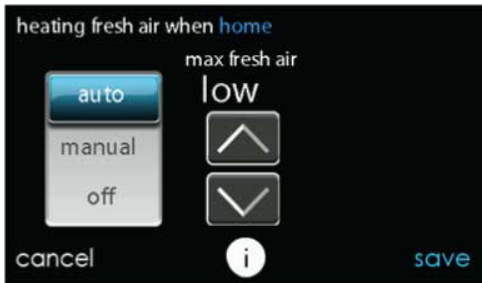 heating fresh air when home
max fresh air
low
auto
manual
off
cancel
i
save